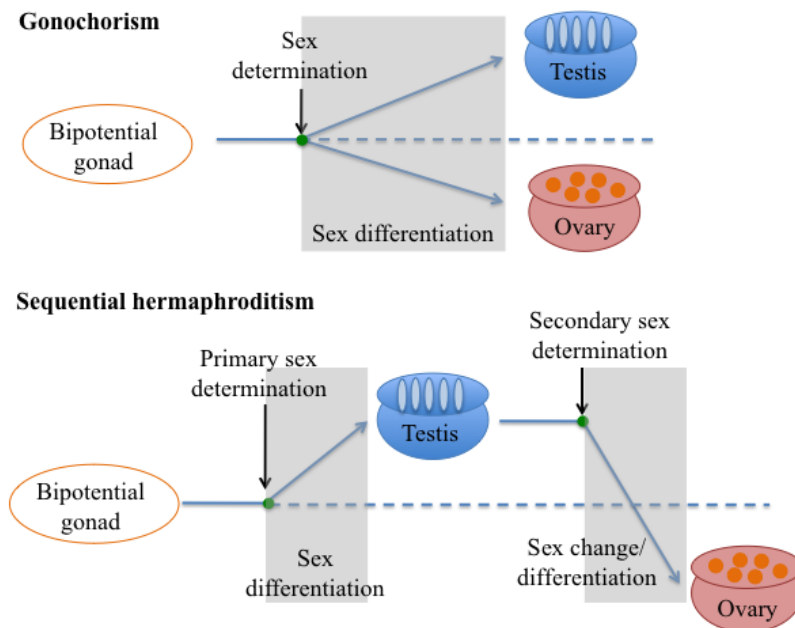 Gonochorism
Sex
determination
Testis
Bipotential
gonad
Ovary
Sex differentiation
Sequential hermaphroditism
Secondary sex
determination
Primary sex
determination
Testis
Bipotential
gonad
Sex
differentiation
Sex change/
differentiation
Ovary